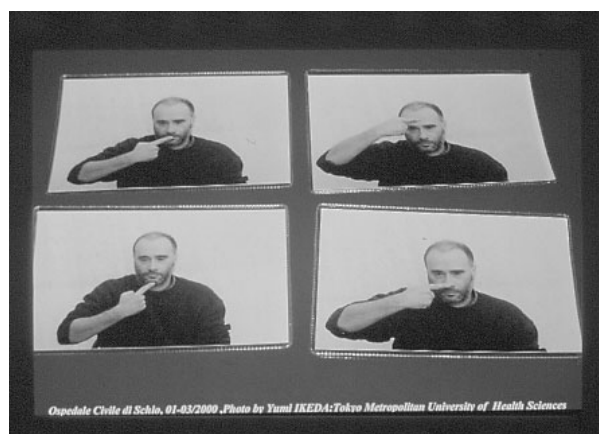 Ospedale Civile di Schio, 01-03/2000 ,Photo by Yumi IKEDA:Tokyo Metropolitan University of Health Sciences